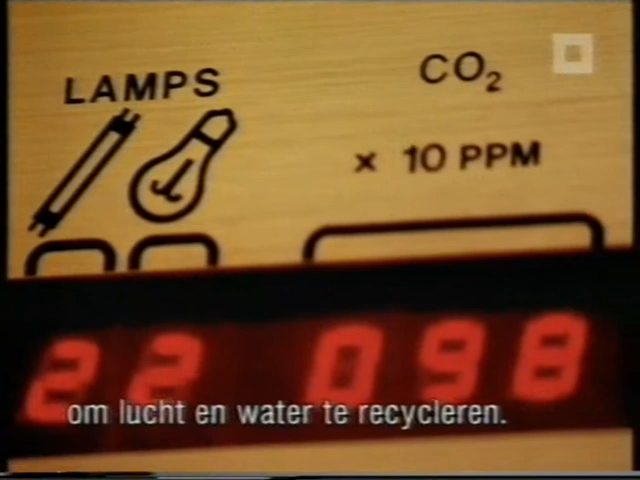 LAMPS
CO₂
x 10 PPM
22 098
om lucht en water te recycleren.